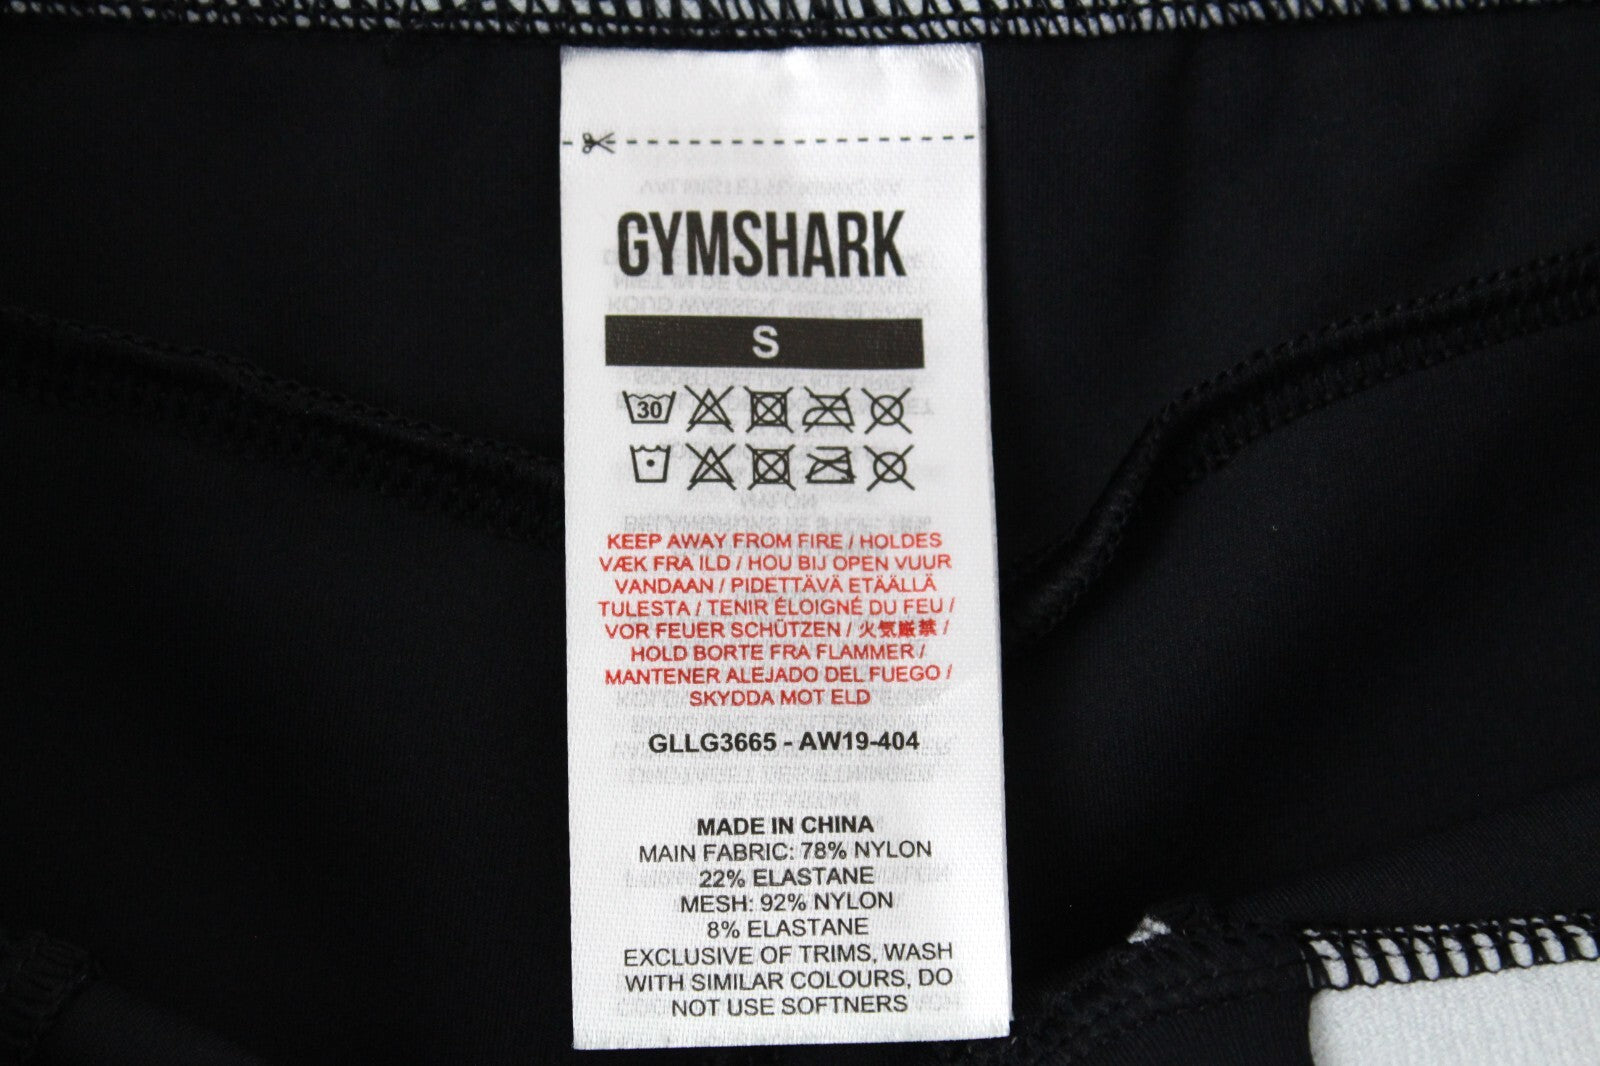 GYMSHARK
S
30
KEEP AWAY FROM FIRE / HOLDES
VÆK FRA ILD / HOU BIJ OPEN VUUR
VANDAAN / PIDETTÄVÄ ETÄÄLLÄ
TULESTA / TENIR ÉLOIGNÉ DU FEU /
VOR FEUER SCHÜTZEN / 火気厳禁 /
HOLD BORTE FRA FLAMMER /
MANTENER ALEJADO DEL FUEGO /
SKYDDA MOT ELD
GLLG3665 - AW19-404
MADE IN CHINA
MAIN FABRIC: 78% NYLON
22% ELASTANE
MESH: 92% NYLON
8% ELASTANE
EXCLUSIVE OF TRIMS, WASH
WITH SIMILAR COLOURS, DO
NOT USE SOFTNERS